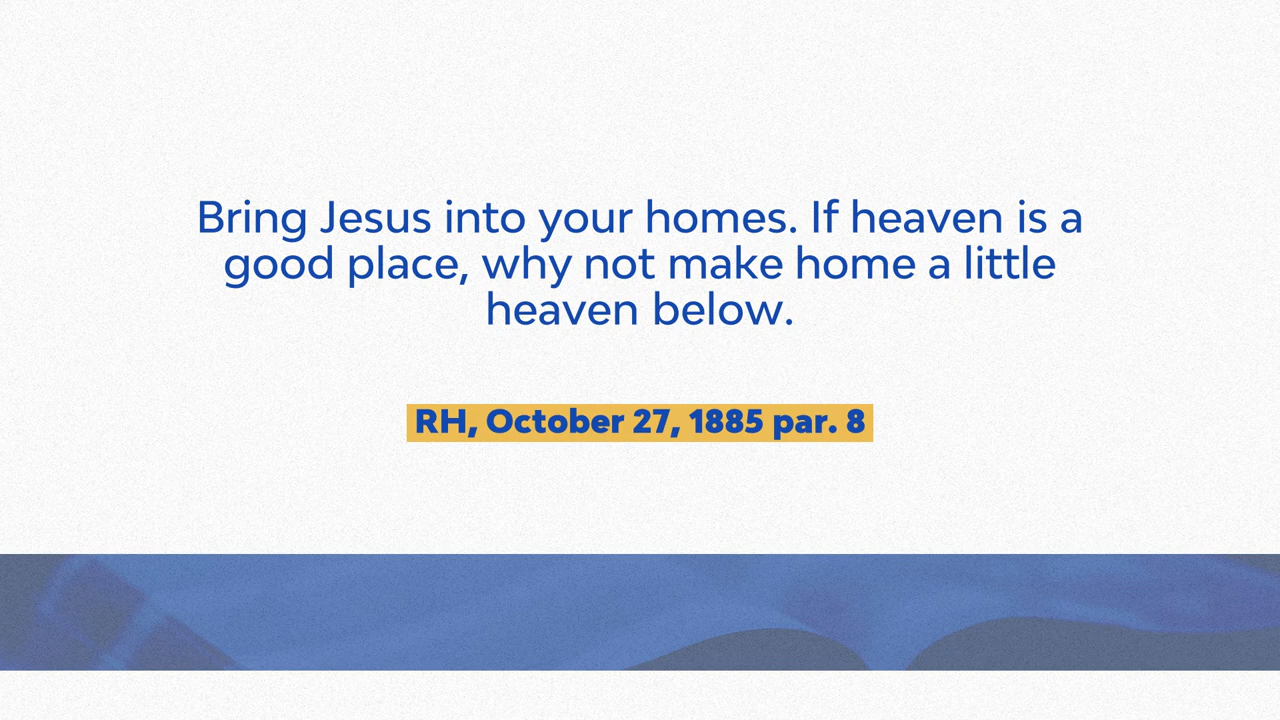 Bring Jesus into your homes. If heaven is a
good place, why not make home a little
heaven below.
RH, October 27, 1885 par. 8